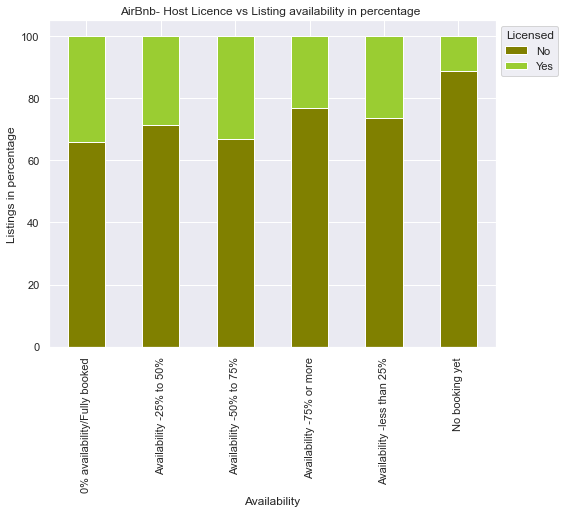 AirBnb- Host Licence vs Listing availability in percentage
Licensed
No
Yes
Listings in percentage
100
80
60
40
20
0
0% availability/Fully booked
Availability -25% to 50%
Availability -50% to 75%
Availability -75% or more
Availability -less than 25%
No booking yet
Availability